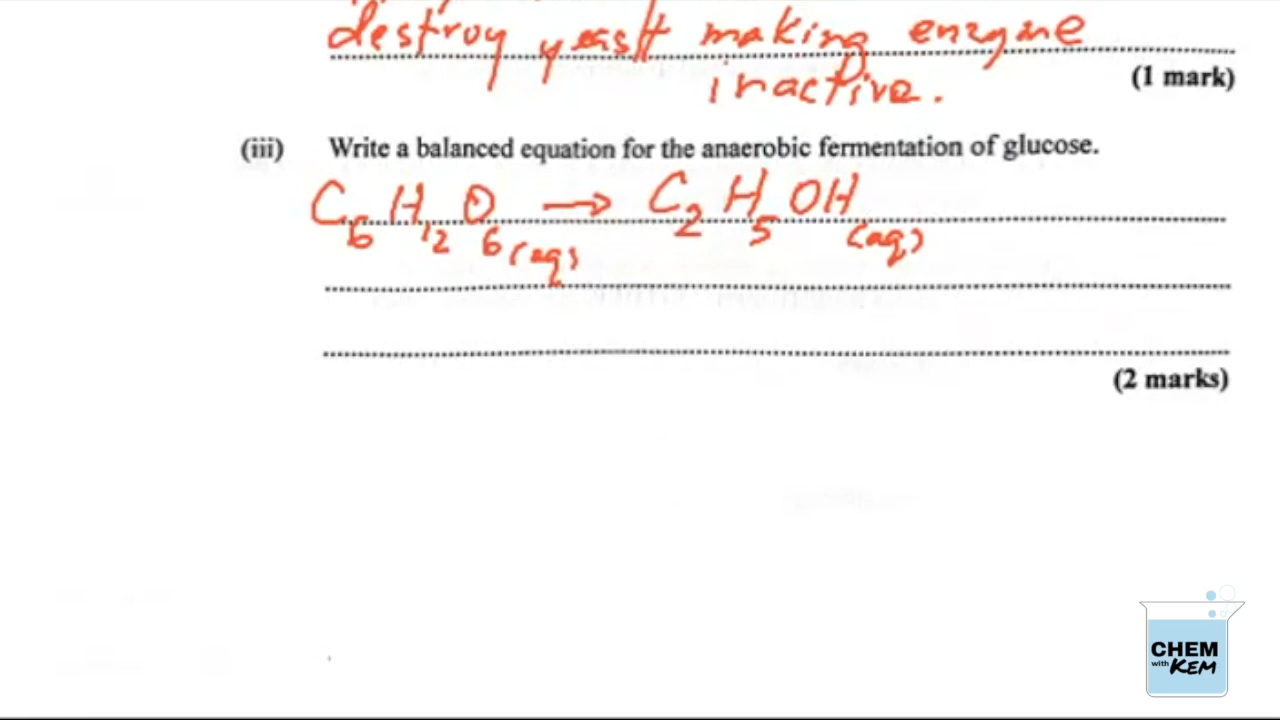 destroy yeast making enzyme
inactive.
(1 mark)
(iii) Write a balanced equation for the anaerobic fermentation of glucose.
C6H12O6(aq) → C2H5OH(aq)
(2 marks)
CHEM
with KEM